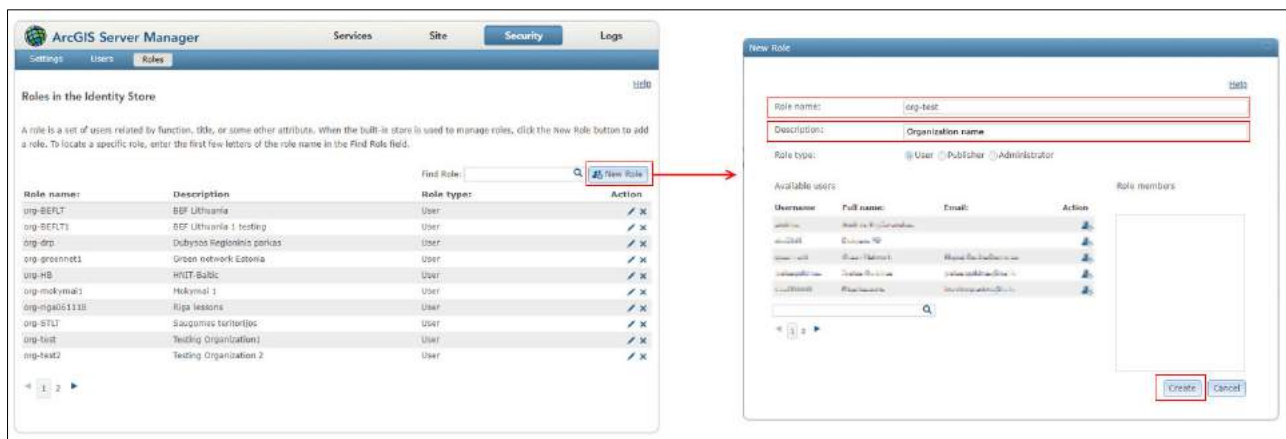 ArcGIS Server Manager Services Site Security Logs
Settings Users Roles
Help
Roles in the Identity Store
A role is a set of users related by function, title, or some other attribute. When the built-in store is used to manage roles, click the New Role button to add
a role. To locate a specific role, enter the first few letters of the role name in the Find Role field.
Find Role: New Role
Role name: Description Role type: Action
org-BEFLT BEF Lithuania User
org-BEFLT1 BEF Lithuania 1 testing User
org-drp Dubysos Regioninis parkas User
org-greennet1 Green network Estonia User
org-HB HNIT-Baltic User
org-mokymai1 Mokymai 1 User
org-riga061118 Riga lessons User
org-STLT Saugomos teritorijos User
org-test Testing Organization1 User
org-test2 Testing Organization 2 User
1 2
New Role
Help
Role name: org-test
Description: Organization name
Role type: User Publisher Administrator
Available users Role members
Username Full name: Email: Action
1 2
Create Cancel